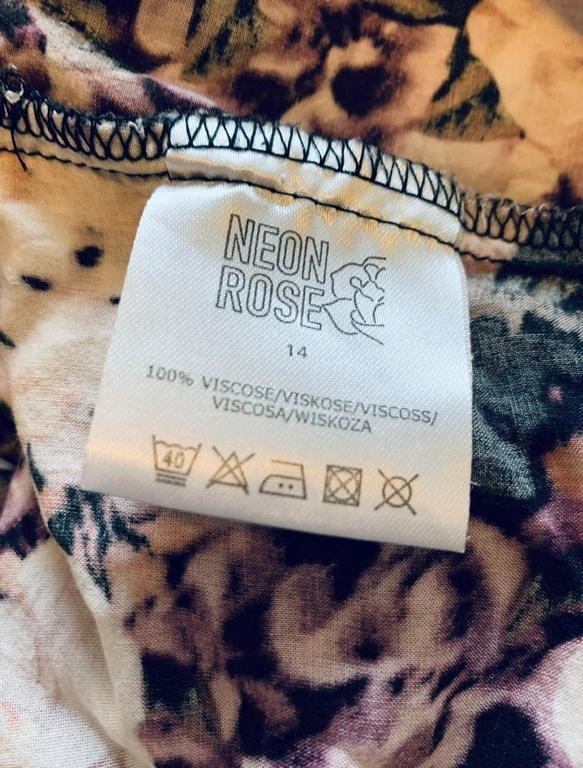 NEON
ROSE
14
100% VISCOSE/VISKOSE/VISCOSS/
VISCOSA/WISKOZA
40